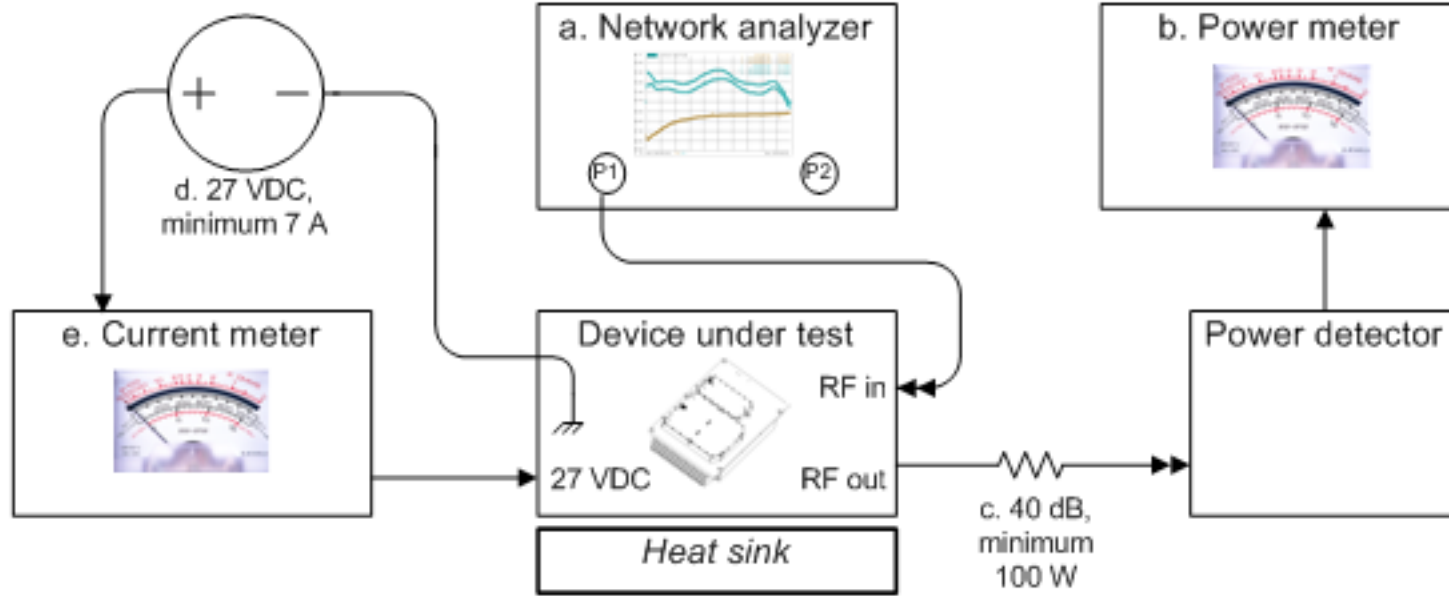 a. Network analyzer
b. Power meter
+ −
P1
P2
d. 27 VDC,
minimum 7 A
e. Current meter
Device under test
Power detector
RF in
27 VDC
RF out
c. 40 dB,
minimum
100 W
Heat sink